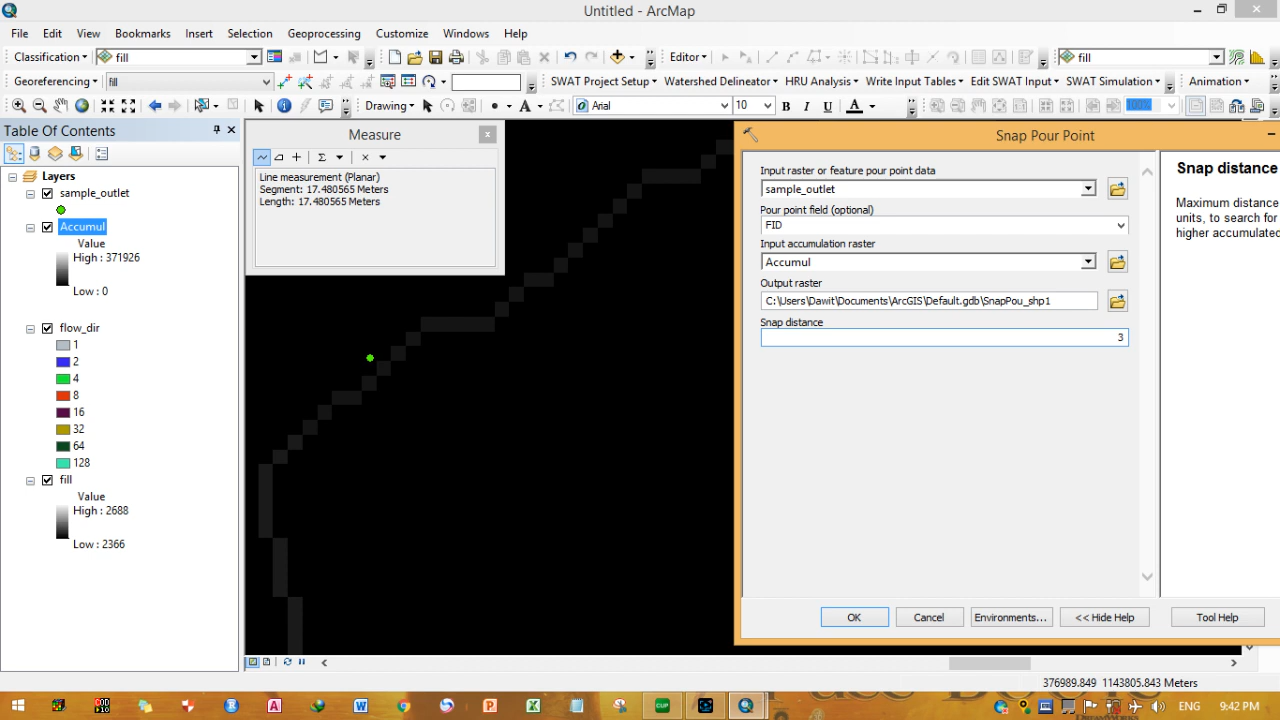 Untitled - ArcMap
File Edit View Bookmarks Insert Selection Geoprocessing Customize Windows Help
Classification fill Editor fill
Georeferencing fill SWAT Project Setup Watershed Delineator HRU Analysis Write Input Tables Edit SWAT Input SWAT Simulation Animation
Drawing Arial 10 B I U A 100%
Table Of Contents
Layers
sample_outlet
Accumul
Value
High : 371926
Low : 0
flow_dir
1
2
4
8
16
32
64
128
fill
Value
High : 2688
Low : 2366
Measure
Line measurement (Planar)
Segment: 17.480565 Meters
Length: 17.480565 Meters
Snap Pour Point
Input raster or feature pour point data
sample_outlet
Pour point field (optional)
FID
Input accumulation raster
Accumul
Output raster
C:\Users\Dawit\Documents\ArcGIS\Default.gdb\SnapPou_shp1
Snap distance
3
OK Cancel Environments... << Hide Help Tool Help
Snap distance
Maximum distance
units, to search for
higher accumulated
376989.849 1143805.843 Meters
ENG 9:42 PM